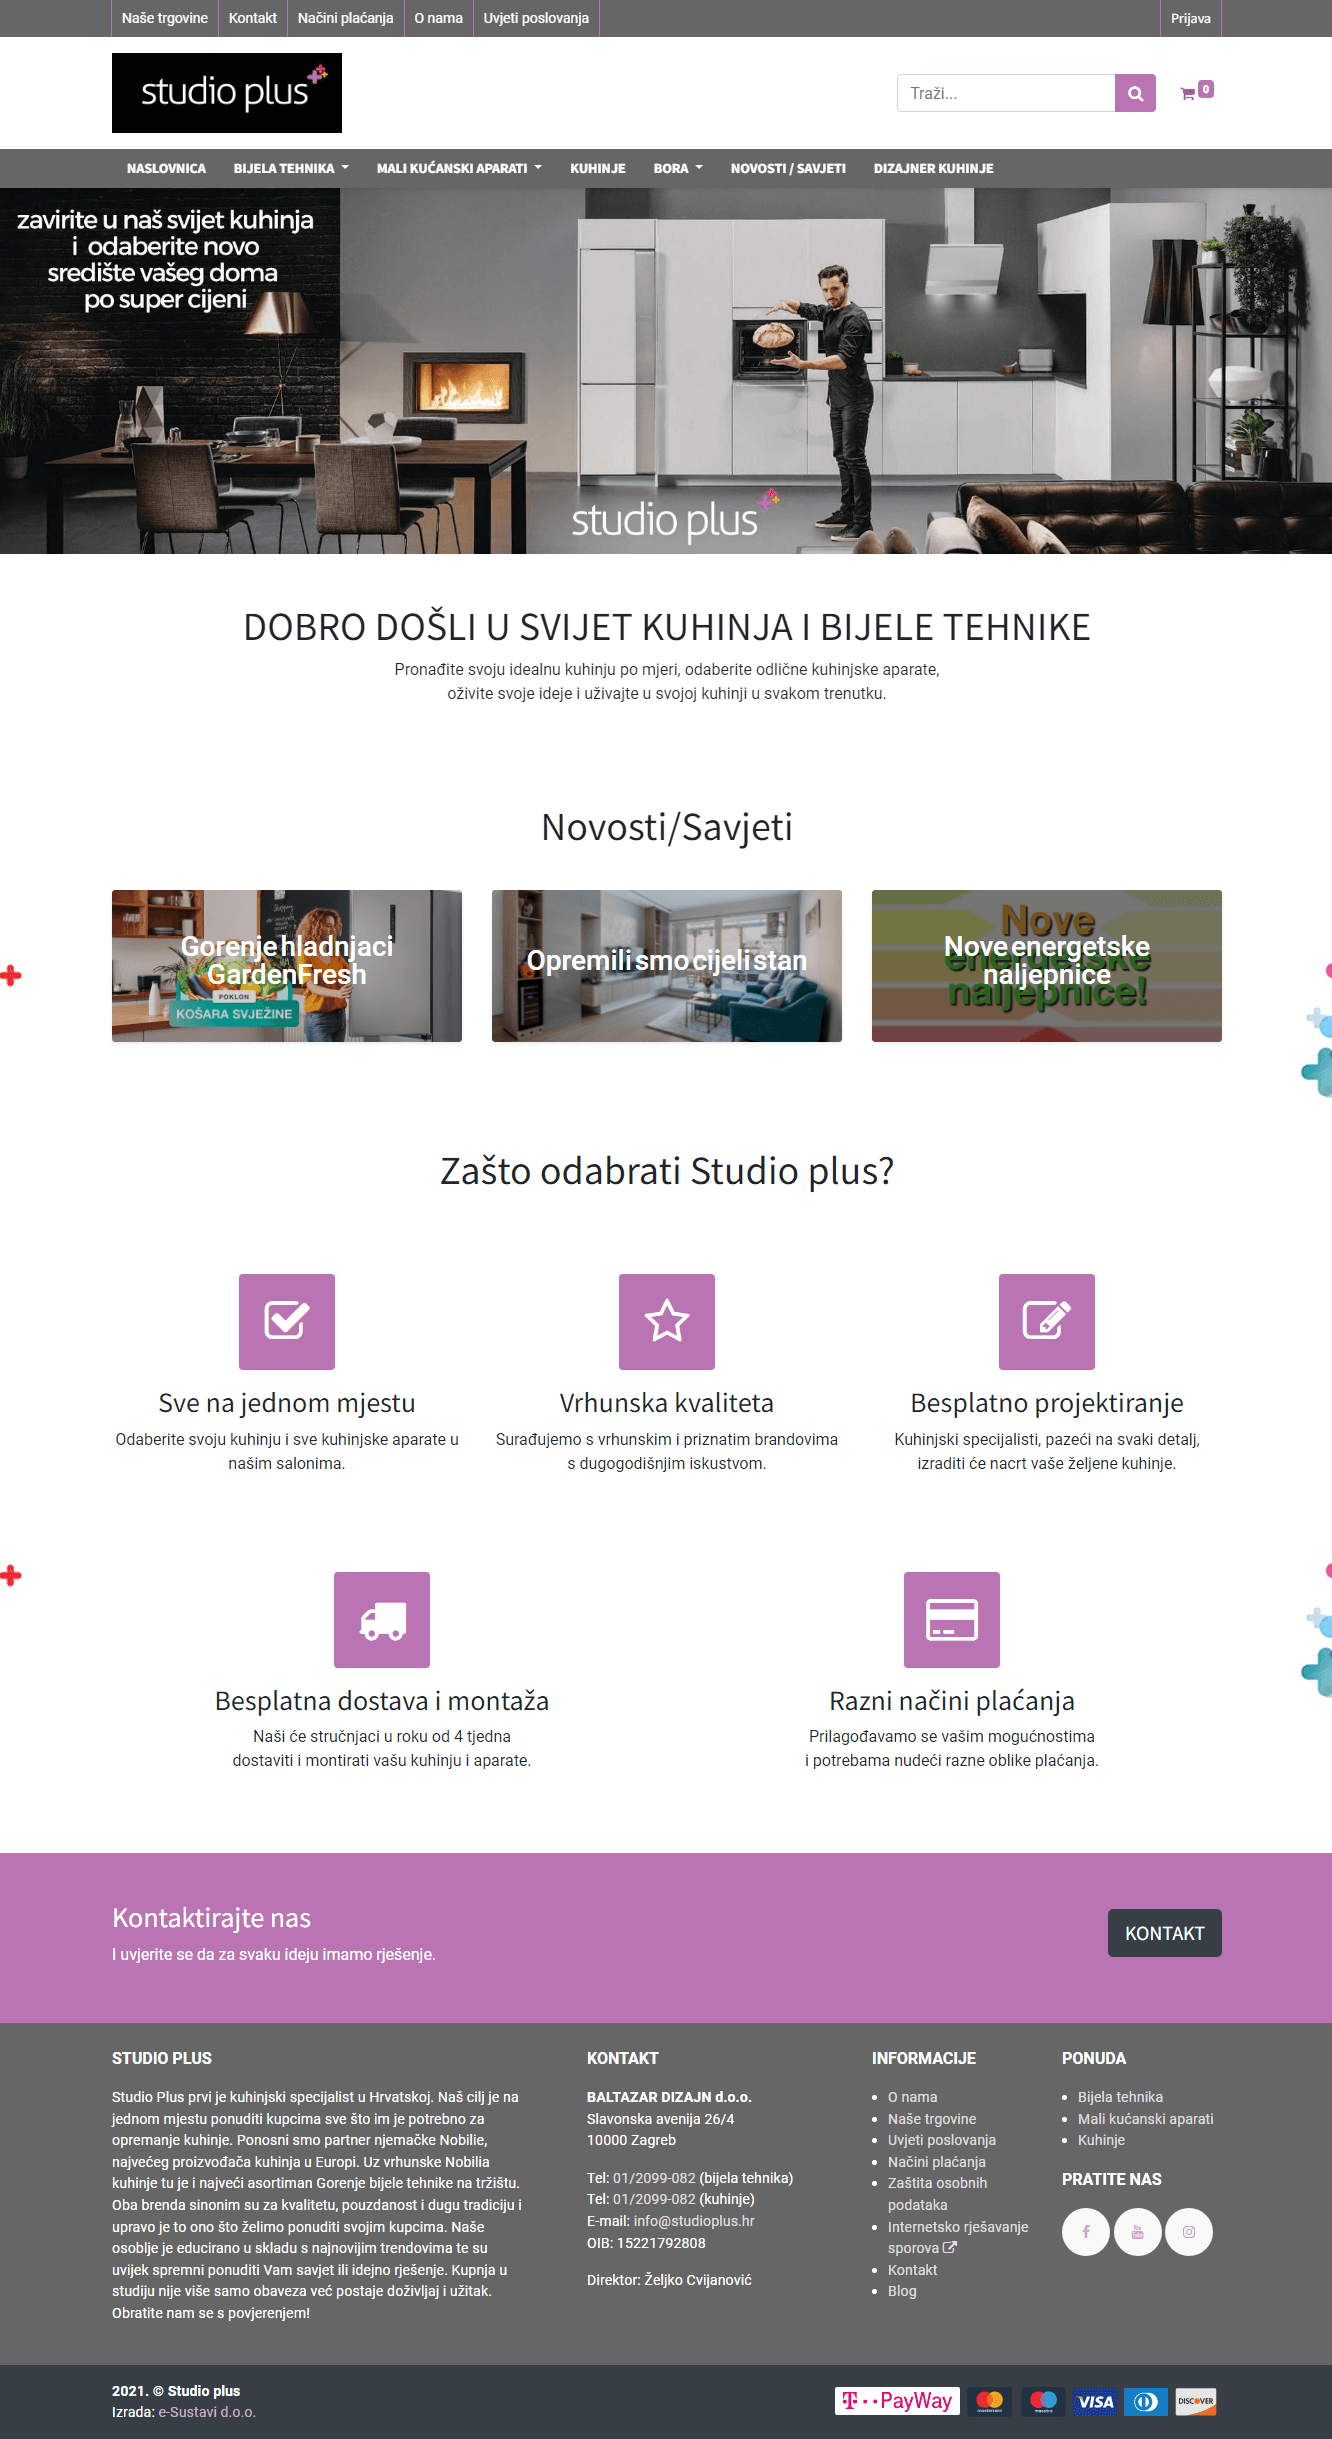 Naše trgovine
Kontakt
Načini plaćanja
O nama
Uvjeti poslovanja
Prijava
studio plus
Traži...
0
NASLOVNICA
BIJELA TEHNIKA
MALI KUĆANSKI APARATI
KUHINJE
BORA
NOVOSTI / SAVJETI
DIZAJNER KUHINJE
zavirite u naš svijet kuhinja
i odaberite novo
središte vašeg doma
po super cijeni
studio plus
DOBRO DOŠLI U SVIJET KUHINJA I BIJELE TEHNIKE
Pronađite svoju idealnu kuhinju po mjeri, odaberite odlične kuhinjske aparate,
oživite svoje ideje i uživajte u svojoj kuhinji u svakom trenutku.
Novosti/Savjeti
Gorenje hladnjaci
GardenFresh
POKLON
KOŠARA SVJEŽINE
Opremili smo cijeli stan
Nove
energetske
naljepnice!
Nove energetske
naljepnice
Zašto odabrati Studio plus?
Sve na jednom mjestu
Odaberite svoju kuhinju i sve kuhinjske aparate u
našim salonima.
Vrhunska kvaliteta
Surađujemo s vrhunskim i priznatim brandovima
s dugogodišnjim iskustvom.
Besplatno projektiranje
Kuhinjski specijalisti, pazeći na svaki detalj,
izraditi će nacrt vaše željene kuhinje.
Besplatna dostava i montaža
Naši će stručnjaci u roku od 4 tjedna
dostaviti i montirati vašu kuhinju i aparate.
Razni načini plaćanja
Prilagođavamo se vašim mogućnostima
i potrebama nudeći razne oblike plaćanja.
Kontaktirajte nas
I uvjerite se da za svaku ideju imamo rješenje.
KONTAKT
STUDIO PLUS
Studio Plus prvi je kuhinjski specijalist u Hrvatskoj. Naš cilj je na
jednom mjestu ponuditi kupcima sve što im je potrebno za
opremanje kuhinje. Ponosni smo partner njemačke Nobilie,
najvećeg proizvođača kuhinja u Europi. Uz vrhunske Nobilia
kuhinje tu je i najveći asortiman Gorenje bijele tehnike na tržištu.
Oba brenda sinonim su za kvalitetu, pouzdanost i dugu tradiciju i
upravo je to ono što želimo ponuditi svojim kupcima. Naše
osoblje je educirano u skladu s najnovijim trendovima te su
uvijek spremni ponuditi Vam savjet ili idejno rješenje. Kupnja u
studiju nije više samo obaveza već postaje doživljaj i užitak.
Obratite nam se s povjerenjem!
KONTAKT
BALTAZAR DIZAJN d.o.o.
Slavonska avenija 26/4
10000 Zagreb
Tel: 01/2099-082 (bijela tehnika)
Tel: 01/2099-082 (kuhinje)
E-mail: info@studioplus.hr
OIB: 15221792808
Direktor: Željko Cvijanović
INFORMACIJE
O nama
Naše trgovine
Uvjeti poslovanja
Načini plaćanja
Zaštita osobnih
podataka
Internetsko rješavanje
sporova
Kontakt
Blog
PONUDA
Bijela tehnika
Mali kućanski aparati
Kuhinje
PRATITE NAS
2021. © Studio plus
Izrada: e-Sustavi d.o.o.
T PayWay
mastercard
maestro
VISA
DISCOVER